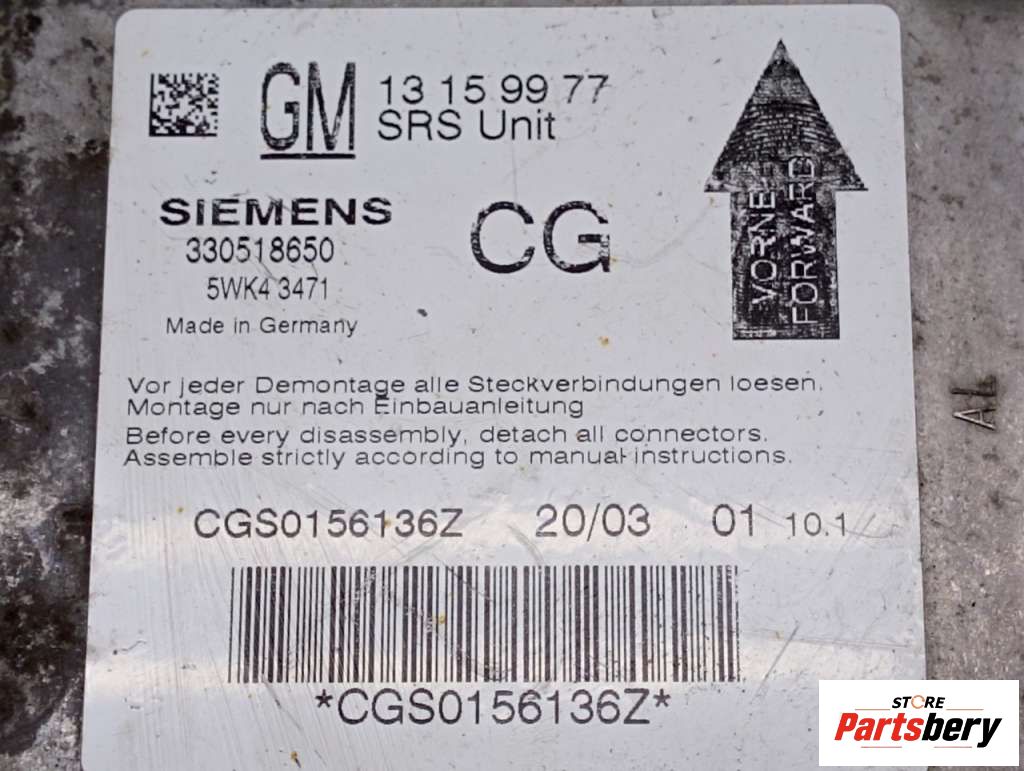 GM 13 15 99 77
SRS Unit
SIEMENS
330518650
5WK4 3471
Made in Germany
CG
VORNE
FORWARD
Vor jeder Demontage alle Steckverbindungen loesen.
Montage nur nach Einbauanleitung
Before every disassembly, detach all connectors.
Assemble strictly according to manual instructions.
CGS0156136Z 20/03 01 10.1
*CGS0156136Z*
AL
STORE
Partsbery